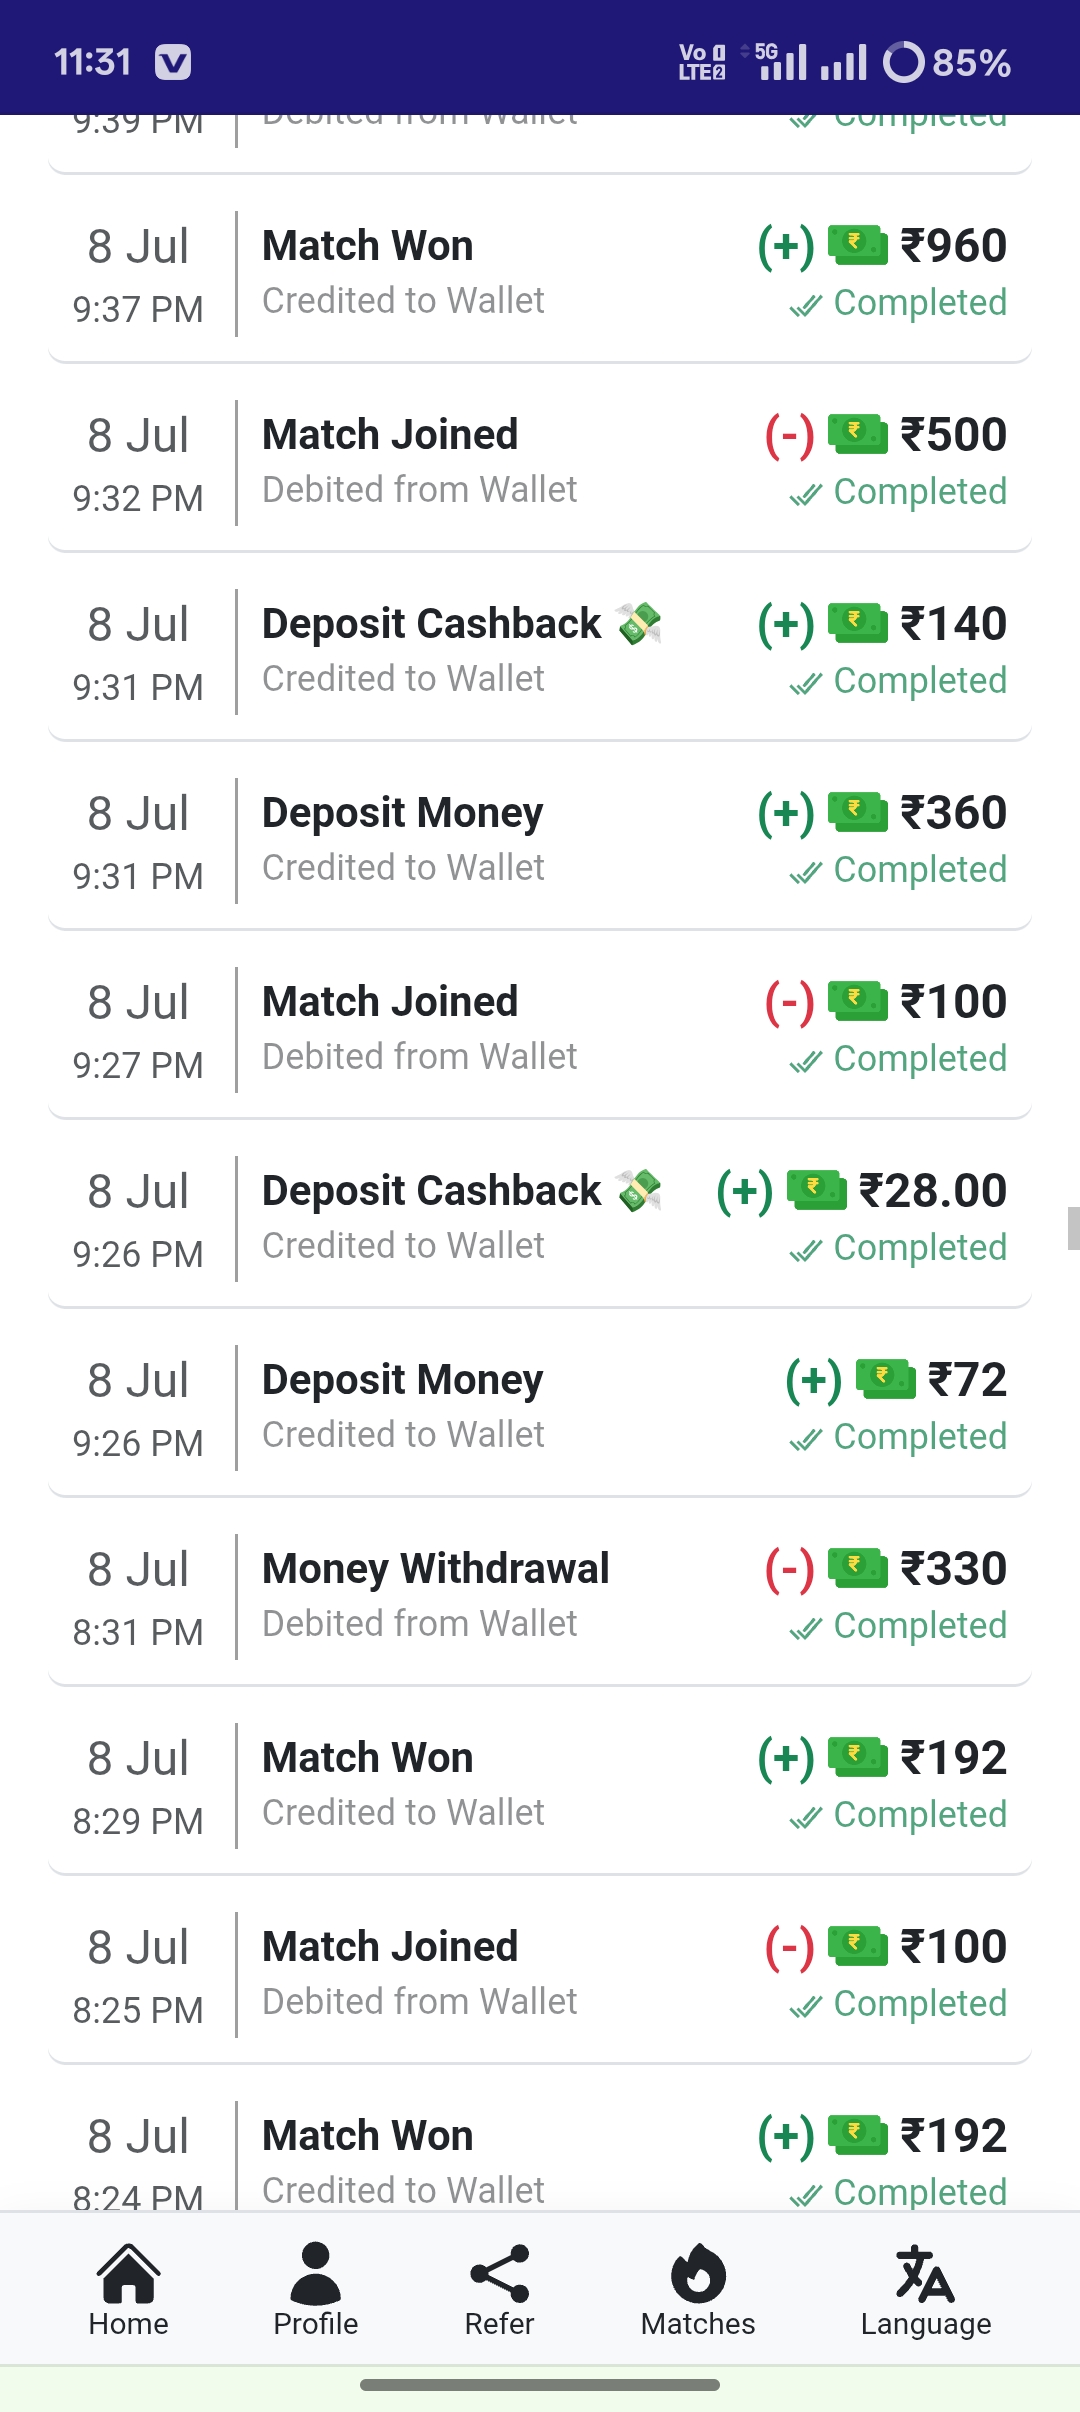 11:31
Vo 1
LTE2
5G
85%
9:39 PM
Debited from Wallet
Completed
8 Jul
Match Won
(+) ₹960
9:37 PM
Credited to Wallet
Completed
8 Jul
Match Joined
(-) ₹500
9:32 PM
Debited from Wallet
Completed
8 Jul
Deposit Cashback 💸
(+) ₹140
9:31 PM
Credited to Wallet
Completed
8 Jul
Deposit Money
(+) ₹360
9:31 PM
Credited to Wallet
Completed
8 Jul
Match Joined
(-) ₹100
9:27 PM
Debited from Wallet
Completed
8 Jul
Deposit Cashback 💸
(+) ₹28.00
9:26 PM
Credited to Wallet
Completed
8 Jul
Deposit Money
(+) ₹72
9:26 PM
Credited to Wallet
Completed
8 Jul
Money Withdrawal
(-) ₹330
8:31 PM
Debited from Wallet
Completed
8 Jul
Match Won
(+) ₹192
8:29 PM
Credited to Wallet
Completed
8 Jul
Match Joined
(-) ₹100
8:25 PM
Debited from Wallet
Completed
8 Jul
Match Won
(+) ₹192
8:24 PM
Credited to Wallet
Completed
Home
Profile
Refer
Matches
Language